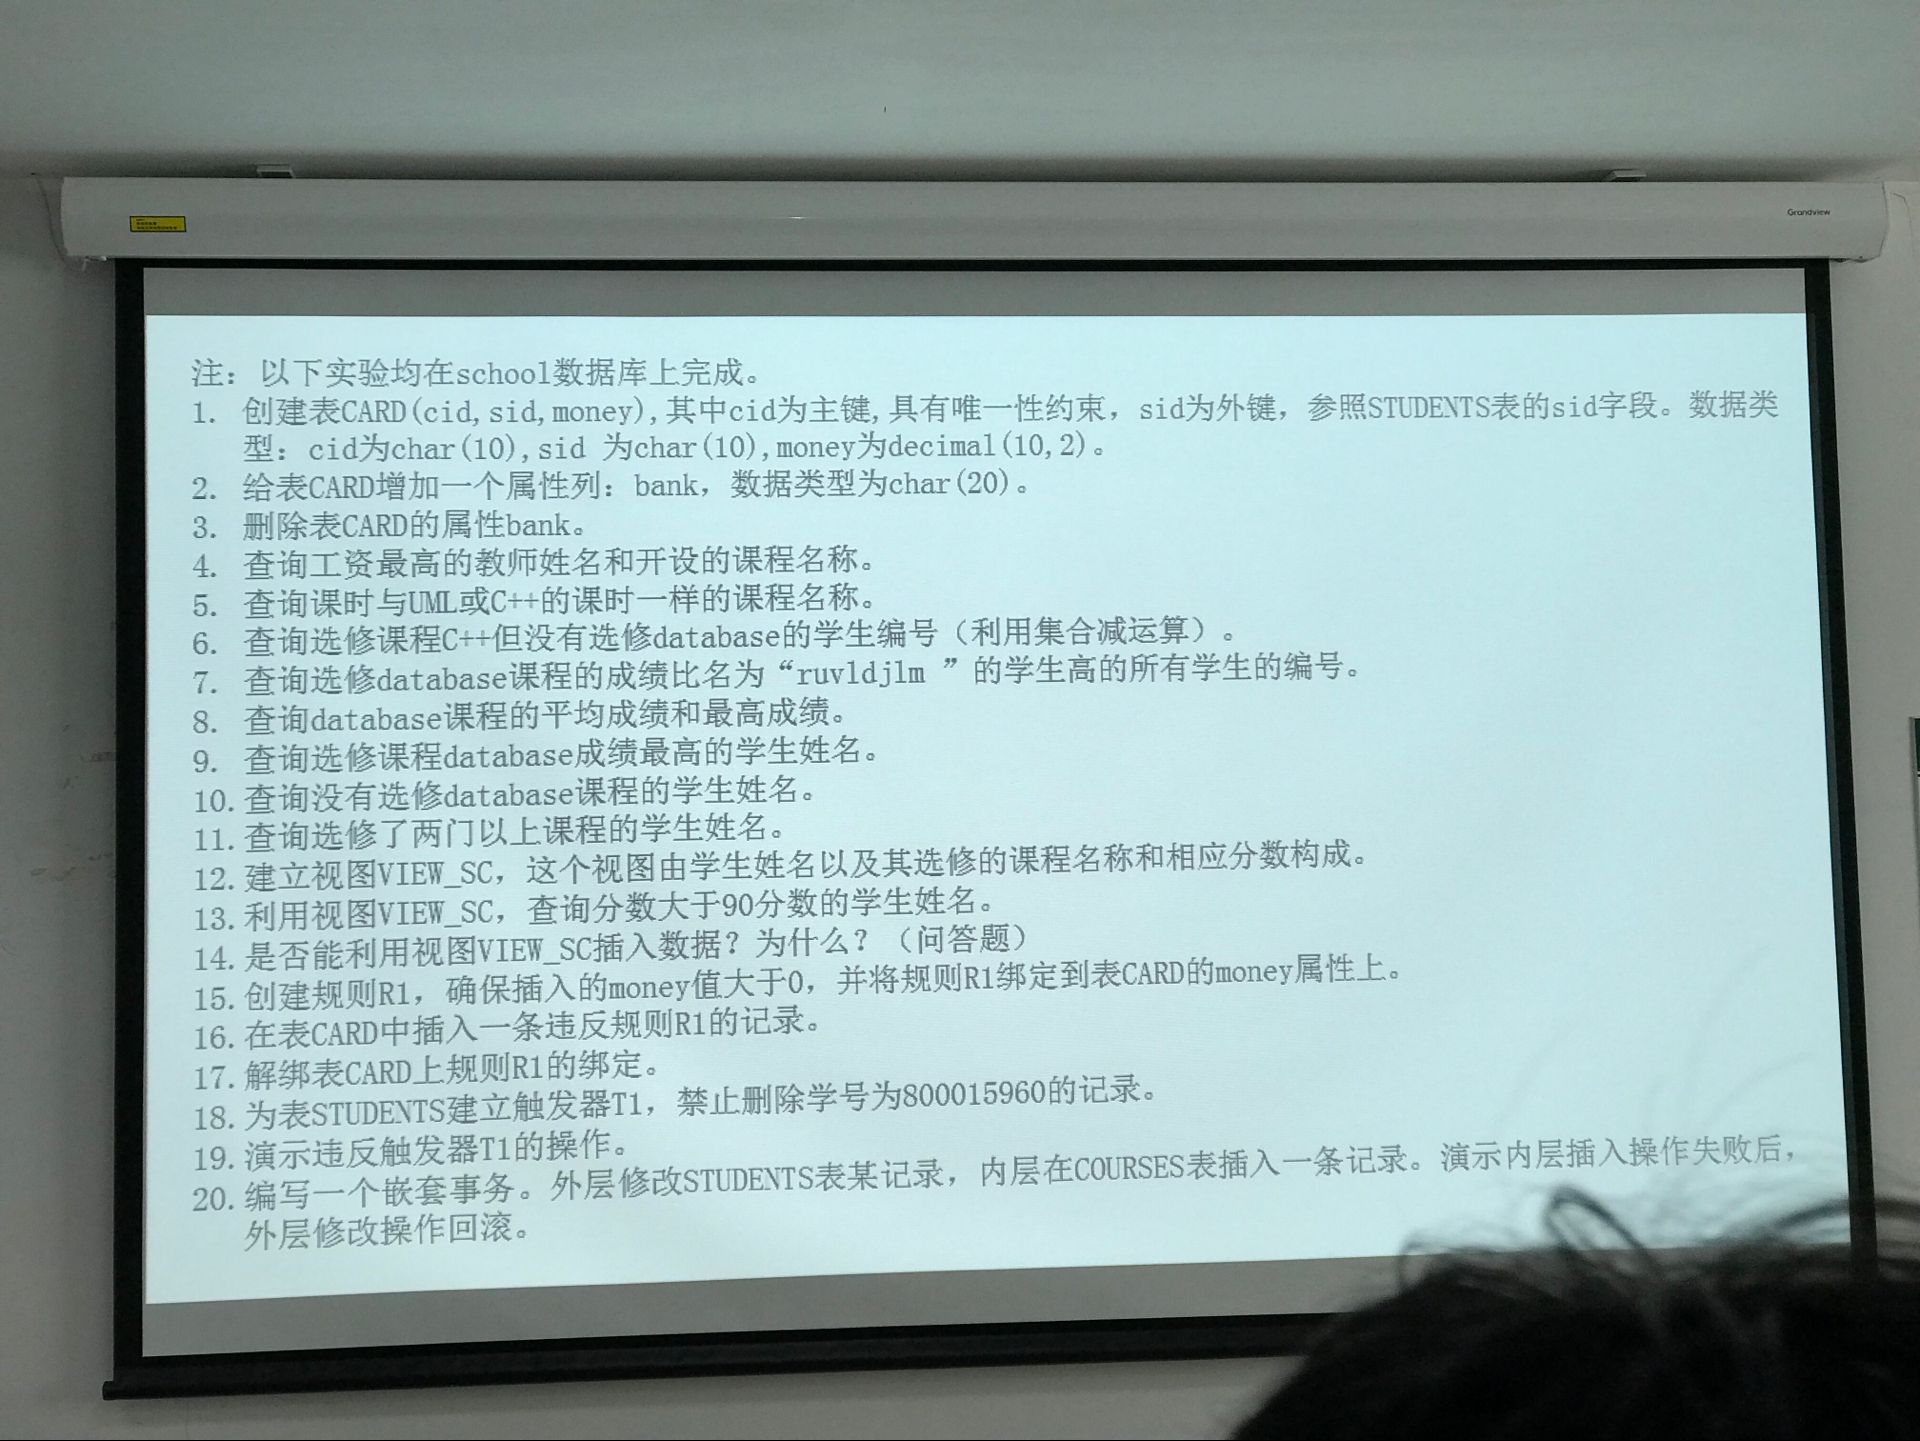 Grandview
注：以下实验均在school数据库上完成。
1. 创建表CARD(cid,sid,money),其中cid为主键,具有唯一性约束，sid为外键，参照STUDENTS表的sid字段。数据类
型：cid为char(10),sid 为char(10),money为decimal(10,2)。
2. 给表CARD增加一个属性列：bank，数据类型为char(20)。
3. 删除表CARD的属性bank。
4. 查询工资最高的教师姓名和开设的课程名称。
5. 查询课时与UML或C++的课时一样的课程名称。
6. 查询选修课程C++但没有选修database的学生编号（利用集合减运算）。
7. 查询选修database课程的成绩比名为“ruvldjlm ”的学生高的所有学生的编号。
8. 查询database课程的平均成绩和最高成绩。
9. 查询选修课程database成绩最高的学生姓名。
10. 查询没有选修database课程的学生姓名。
11. 查询选修了两门以上课程的学生姓名。
12. 建立视图VIEW_SC，这个视图由学生姓名以及其选修的课程名称和相应分数构成。
13. 利用视图VIEW_SC，查询分数大于90分数的学生姓名。
14. 是否能利用视图VIEW_SC插入数据？为什么？（问答题）
15. 创建规则R1，确保插入的money值大于0，并将规则R1绑定到表CARD的money属性上。
16. 在表CARD中插入一条违反规则R1的记录。
17. 解绑表CARD上规则R1的绑定。
18. 为表STUDENTS建立触发器T1，禁止删除学号为800015960的记录。
19. 演示违反触发器T1的操作。
20. 编写一个嵌套事务。外层修改STUDENTS表某记录，内层在COURSES表插入一条记录。演示内层插入操作失败后，
外层修改操作回滚。